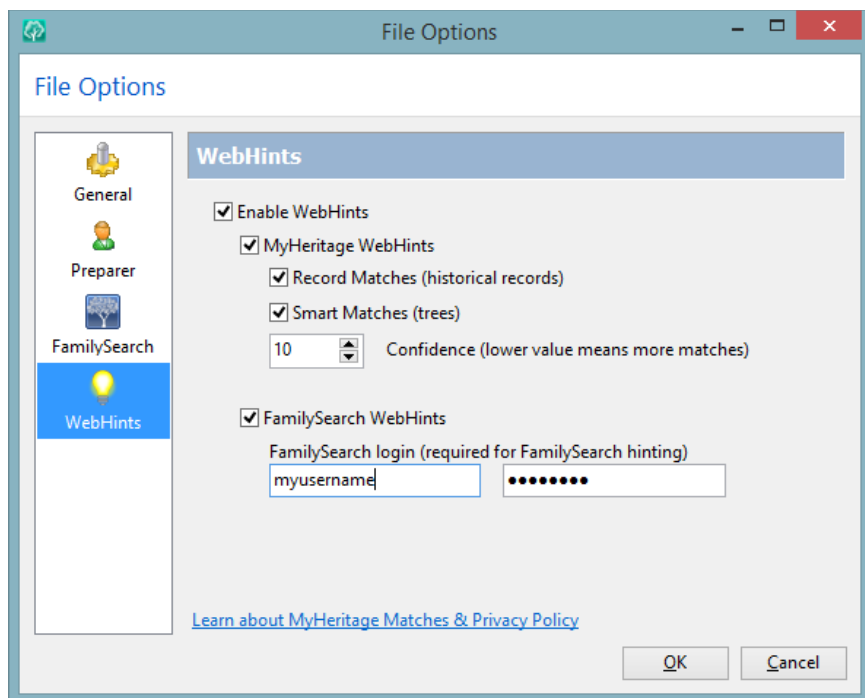 File Options
File Options
General
Preparer
FamilySearch
WebHints
WebHints
Enable WebHints
MyHeritage WebHints
Record Matches (historical records)
Smart Matches (trees)
10 Confidence (lower value means more matches)
FamilySearch WebHints
FamilySearch login (required for FamilySearch hinting)
myusername ••••••••
Learn about MyHeritage Matches & Privacy Policy
OK Cancel